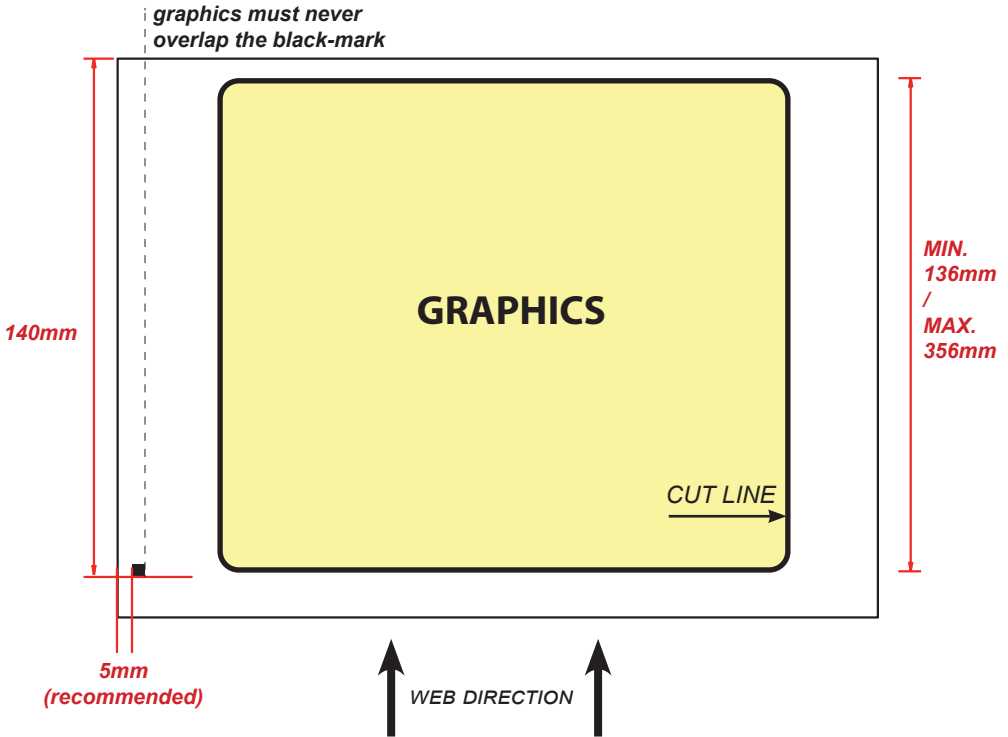 graphics must never
overlap the black-mark
140mm
GRAPHICS
MIN.
136mm
/
MAX.
356mm
CUT LINE
5mm
(recommended)
WEB DIRECTION